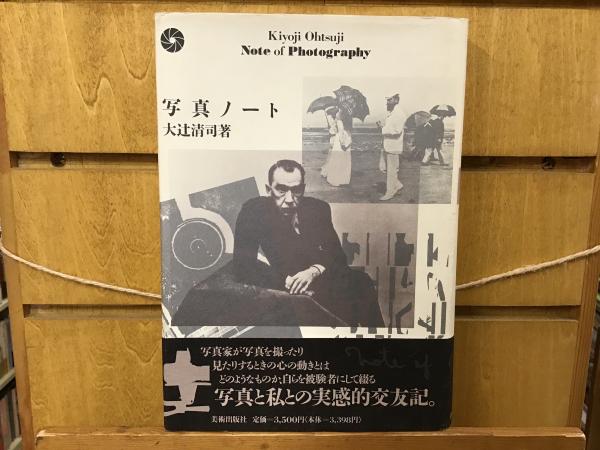 Kiyoji Ohtsuji
Note of Photography
写真ノート
大辻清司著
写真家が写真を撮ったり
見たりするときの心の動きとは
どのようなものか、自らを被験者にして綴る
写真と私との実感的交友記。
Note of
美術出版社 定価=3,500円(本体=3,398円)